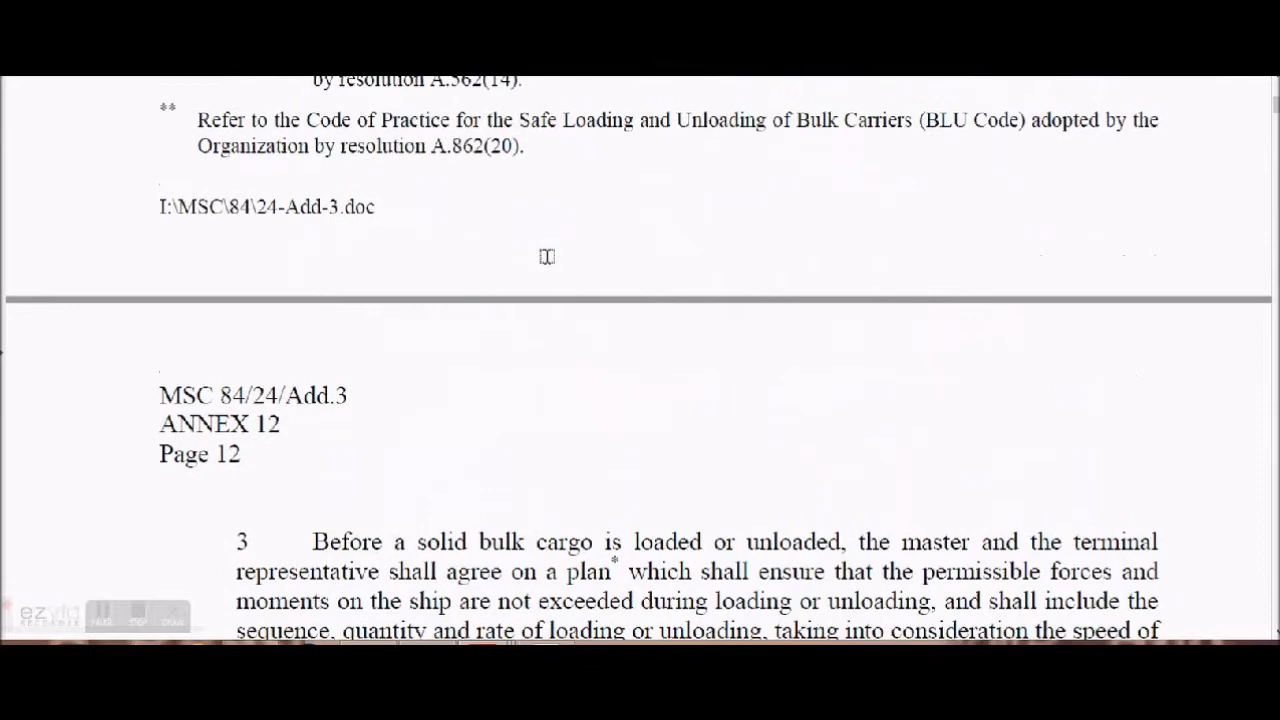 by resolution A.562(14).
** Refer to the Code of Practice for the Safe Loading and Unloading of Bulk Carriers (BLU Code) adopted by the
Organization by resolution A.862(20).
I:\MSC\84\24-Add-3.doc
MSC 84/24/Add.3
ANNEX 12
Page 12
3 Before a solid bulk cargo is loaded or unloaded, the master and the terminal
representative shall agree on a plan* which shall ensure that the permissible forces and
moments on the ship are not exceeded during loading or unloading, and shall include the
sequence, quantity and rate of loading or unloading, taking into consideration the speed of
ezvid
RECORDER